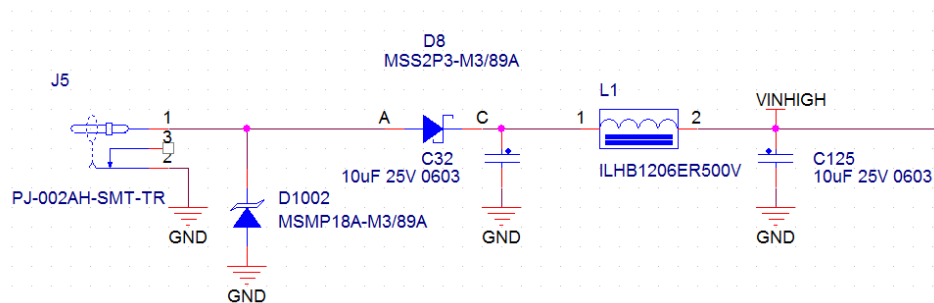 D8
MSS2P3-M3/89A
J5
L1
VINHIGH
1
A
C
1
2
3
2
C32
10uF 25V 0603
ILHB1206ER500V
C125
10uF 25V 0603
PJ-002AH-SMT-TR
D1002
MSMP18A-M3/89A
GND
GND
GND
GND